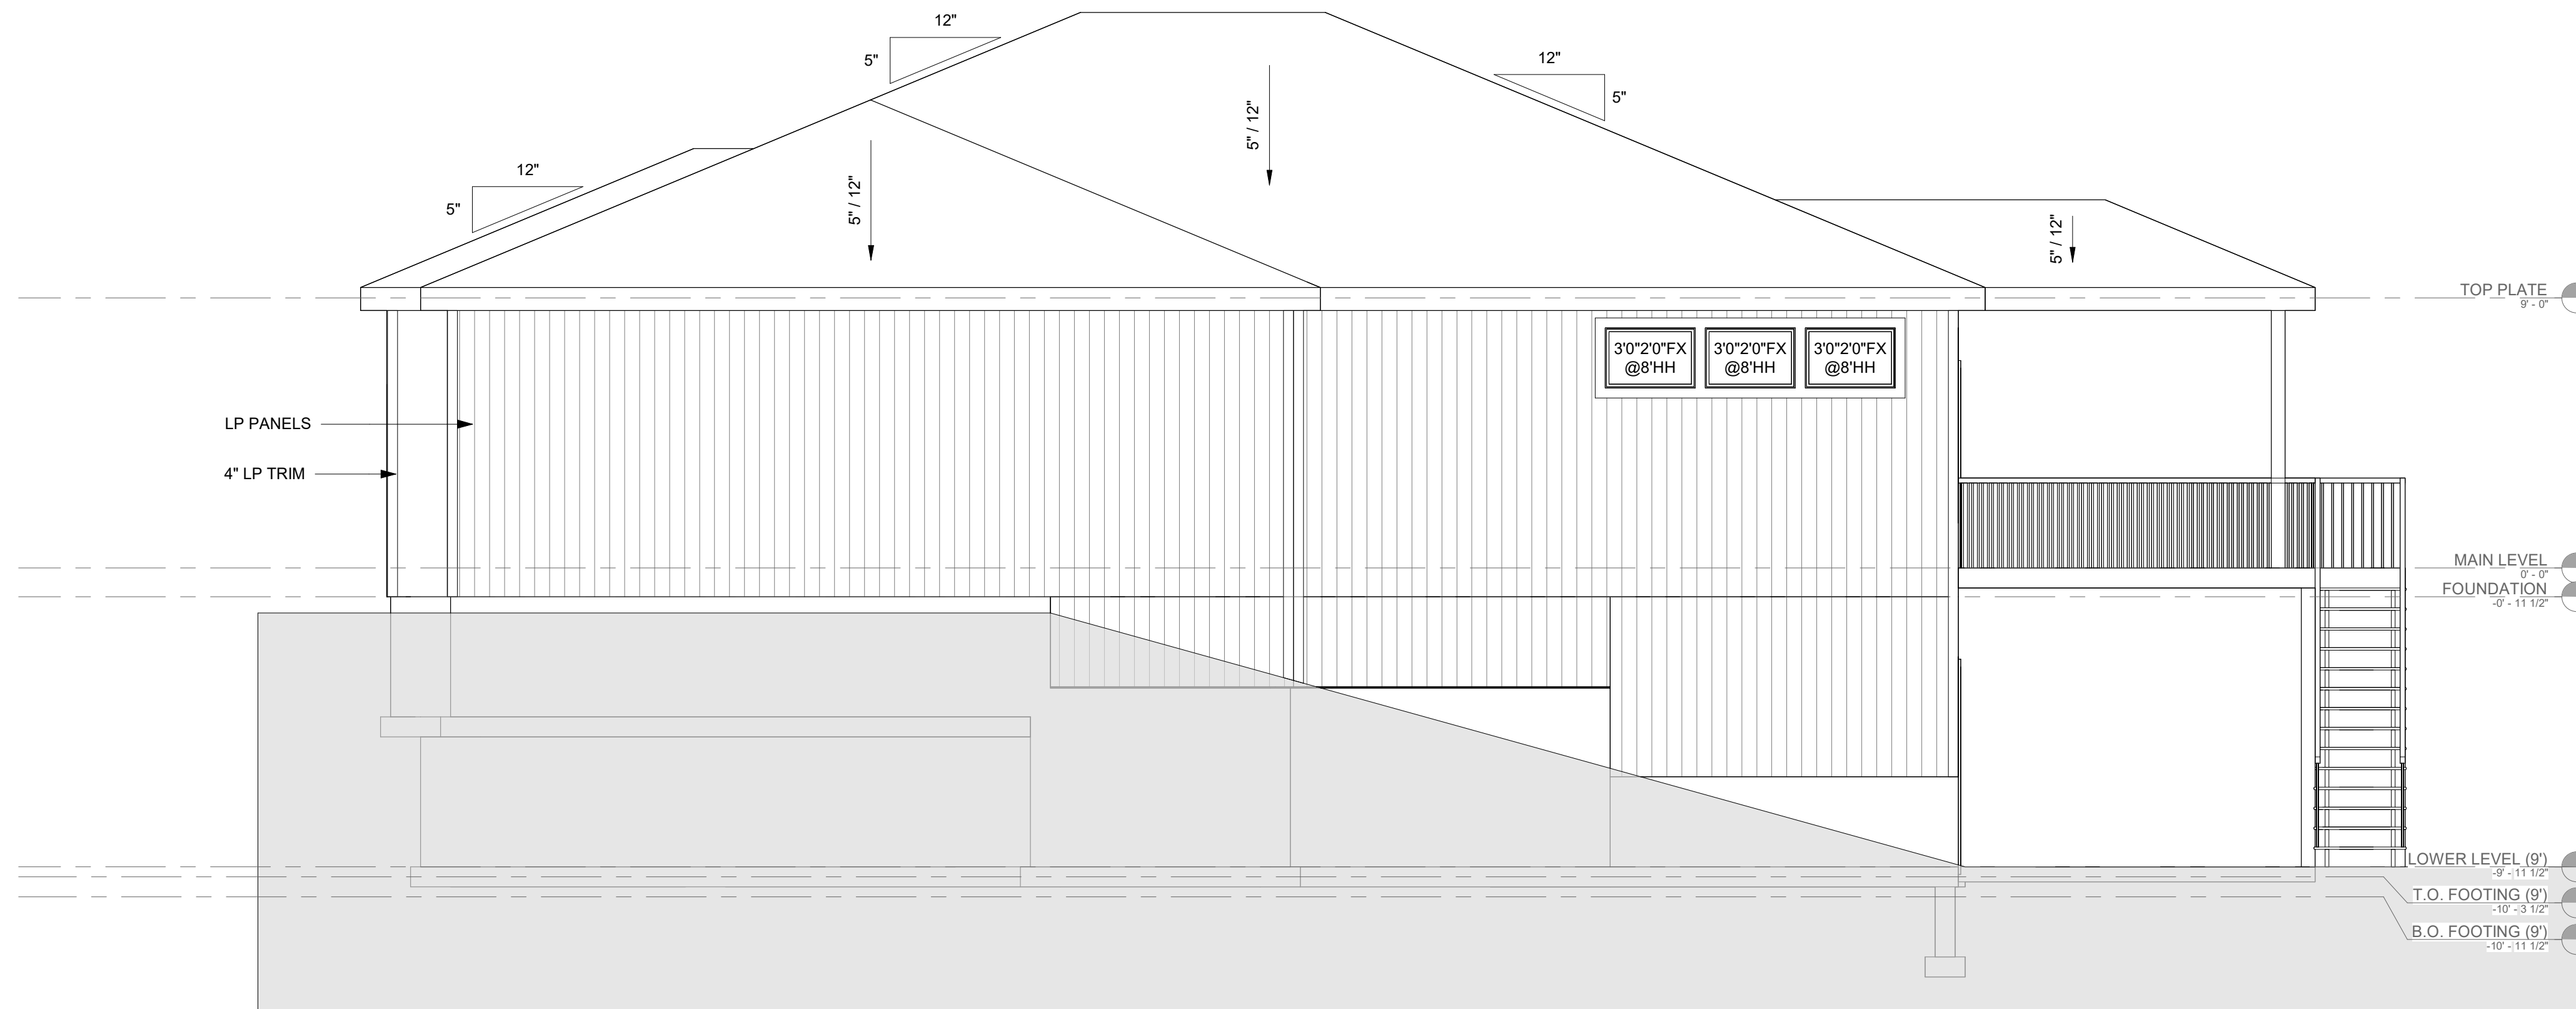 12"
5"
12"
5"
12"
5"
5" / 12"
5" / 12"
5" / 12"
TOP PLATE
9' - 0"
3'0"2'0"FX
@8'HH
3'0"2'0"FX
@8'HH
3'0"2'0"FX
@8'HH
LP PANELS
4" LP TRIM
MAIN LEVEL
0' - 0"
FOUNDATION
-0' - 11 1/2"
LOWER LEVEL (9')
-9' - 11 1/2"
T.O. FOOTING (9')
-10' - 3 1/2"
B.O. FOOTING (9')
-10' - 11 1/2"